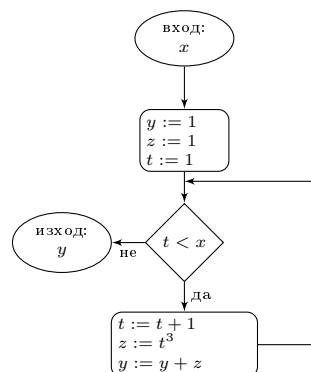 вход:
x
y := 1
z := 1
t := 1
t < x
изход:
y
не
да
t := t + 1
z := t³
y := y + z